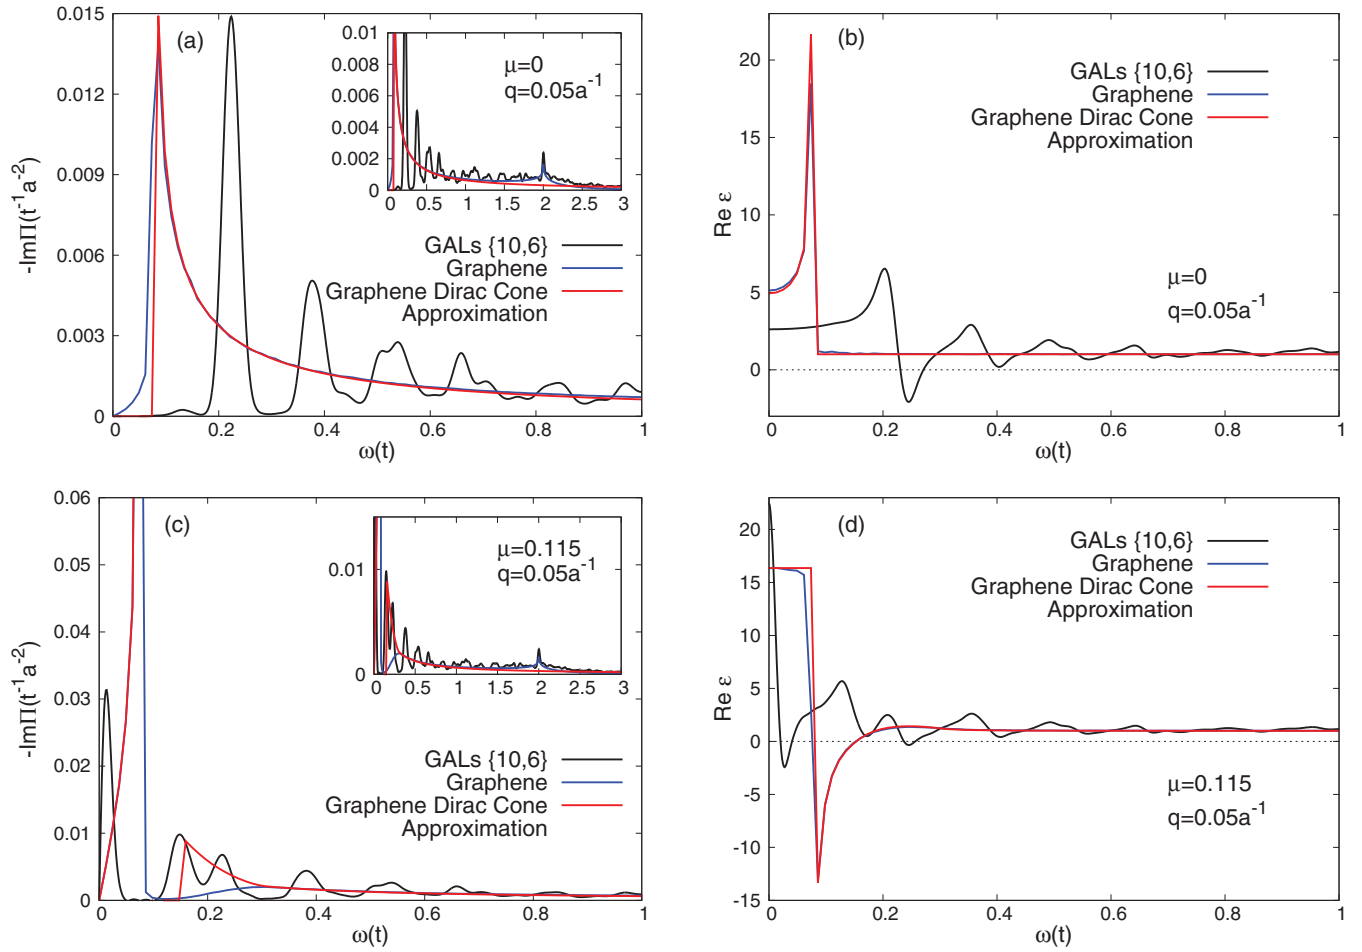 (a)
-ImΠ(t⁻¹a⁻²)
0.015
0.012
0.009
0.006
0.003
0
0 0.2 0.4 0.6 0.8 1
ω(t)
GALs {10,6}
Graphene
Graphene Dirac Cone
Approximation
0.01
0.008
0.006
0.004
0.002
0
0 0.5 1 1.5 2 2.5 3
μ=0
q=0.05a⁻¹
(b)
Re ε
20
15
10
5
0
0 0.2 0.4 0.6 0.8 1
ω(t)
GALs {10,6}
Graphene
Graphene Dirac Cone
Approximation
μ=0
q=0.05a⁻¹
(c)
-ImΠ(t⁻¹a⁻²)
0.06
0.05
0.04
0.03
0.02
0.01
0
0 0.2 0.4 0.6 0.8 1
ω(t)
GALs {10,6}
Graphene
Graphene Dirac Cone
Approximation
0.01
0
0 0.5 1 1.5 2 2.5 3
μ=0.115
q=0.05a⁻¹
(d)
Re ε
20
15
10
5
0
-5
-10
-15
0 0.2 0.4 0.6 0.8 1
ω(t)
GALs {10,6}
Graphene
Graphene Dirac Cone
Approximation
μ=0.115
q=0.05a⁻¹